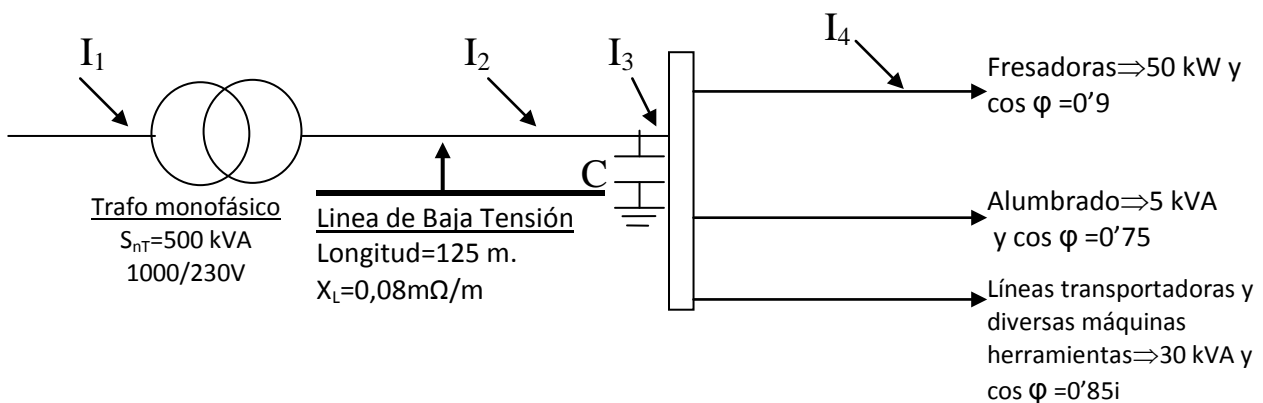 I₁
I₂
I₃
I₄
C
Trafo monofásico
SₙT=500 kVA
1000/230V
Linea de Baja Tensión
Longitud=125 m.
X_L=0,08mΩ/m
Fresadoras⇒50 kW y
cos φ =0'9
Alumbrado⇒5 kVA
y cos φ =0'75
Líneas transportadoras y
diversas máquinas
herramientas⇒30 kVA y
cos φ =0'85i